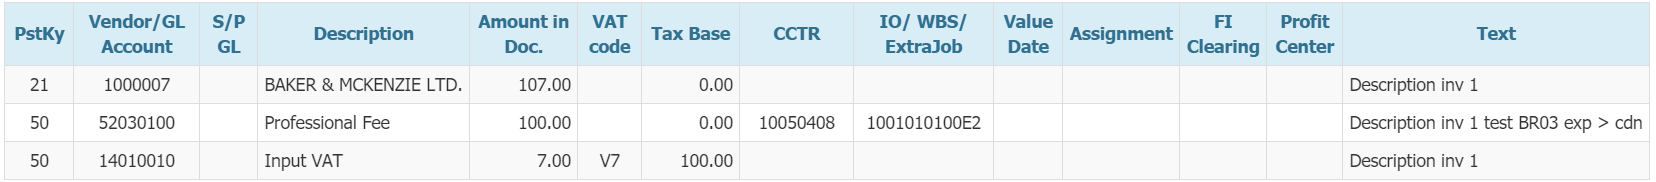 PstKy Vendor/GL Account S/P GL Description Amount in Doc. VAT code Tax Base CCTR IO/ WBS/ ExtraJob Value Date Assignment FI Clearing Profit Center Text
21 1000007 BAKER & MCKENZIE LTD. 107.00 0.00 Description inv 1
50 52030100 Professional Fee 100.00 0.00 10050408 1001010100E2 Description inv 1 test BR03 exp > cdn
50 14010010 Input VAT 7.00 V7 100.00 Description inv 1